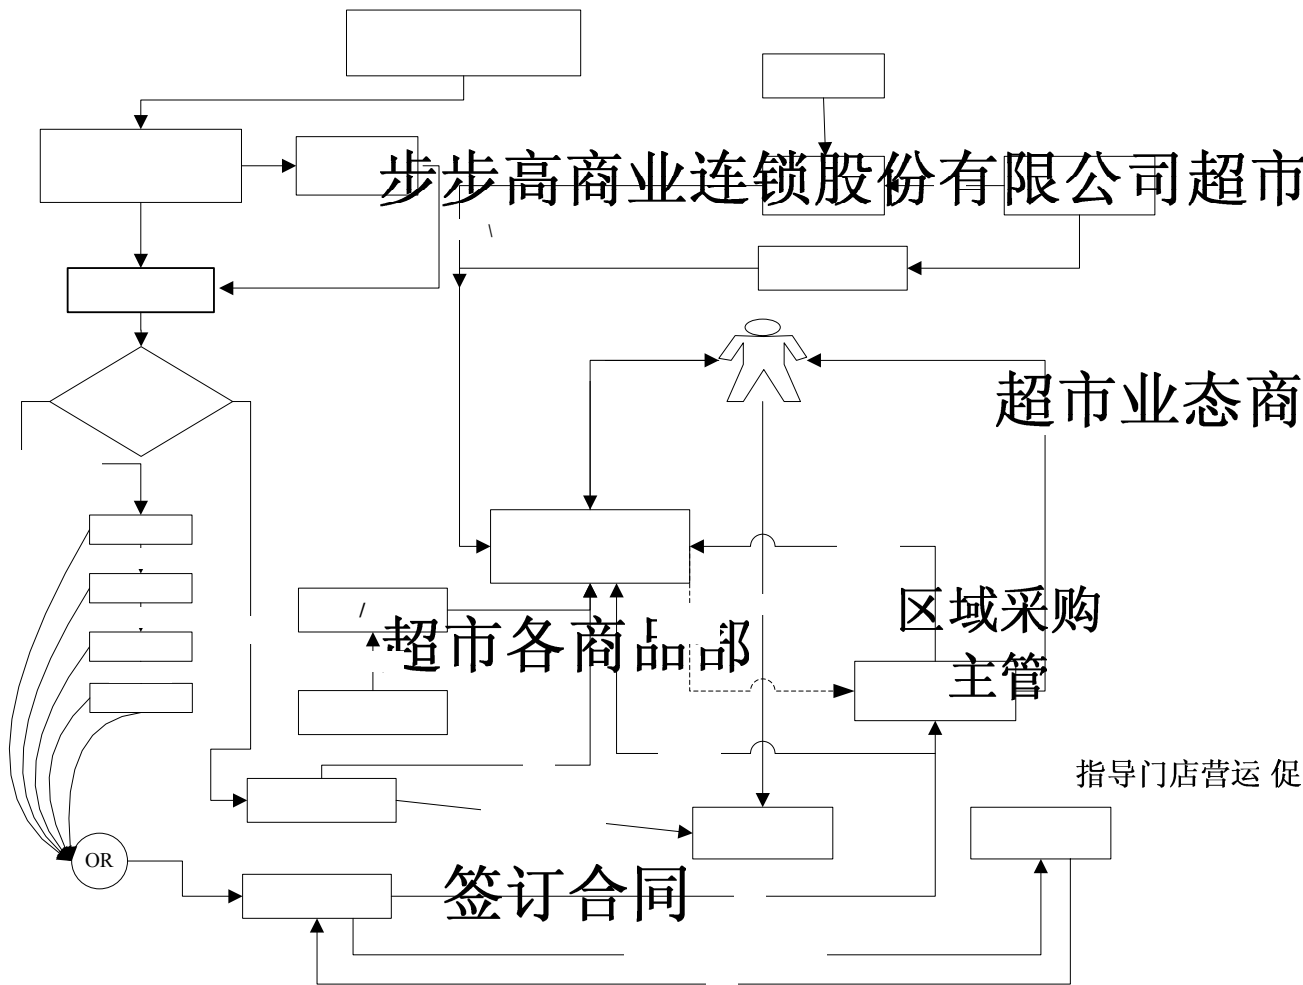 步步高商业连锁股份有限公司超市
\
超市业态商
区域采购
主管
/
超市各商品部
指导门店营运 促
OR
签订合同